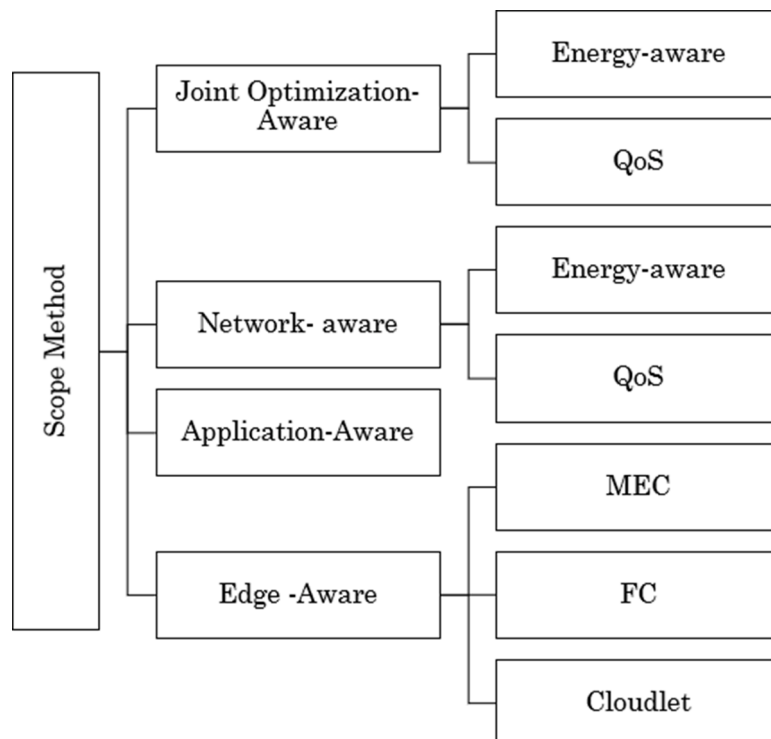 Scope Method
Joint Optimization-
Aware
Energy-aware
QoS
Network- aware
Energy-aware
QoS
Application-Aware
Edge -Aware
MEC
FC
Cloudlet